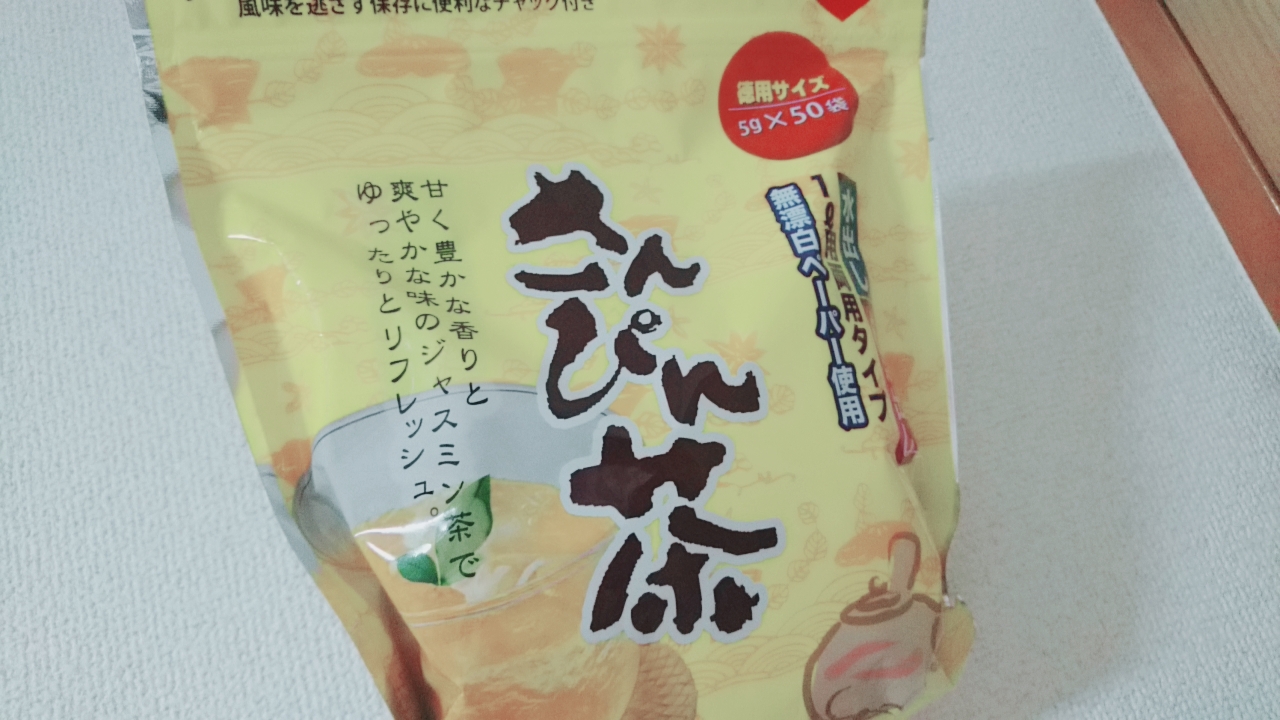 風味を逃さず保存に便利なチャック付き
徳用サイズ
5g×50袋
水出し
1ℓ用 用タイプ
無漂白ペーパー使用
さんぴん茶
甘く豊かな香りと
爽やかな味のジャスミン茶で
ゆったりとリフレッシュ。